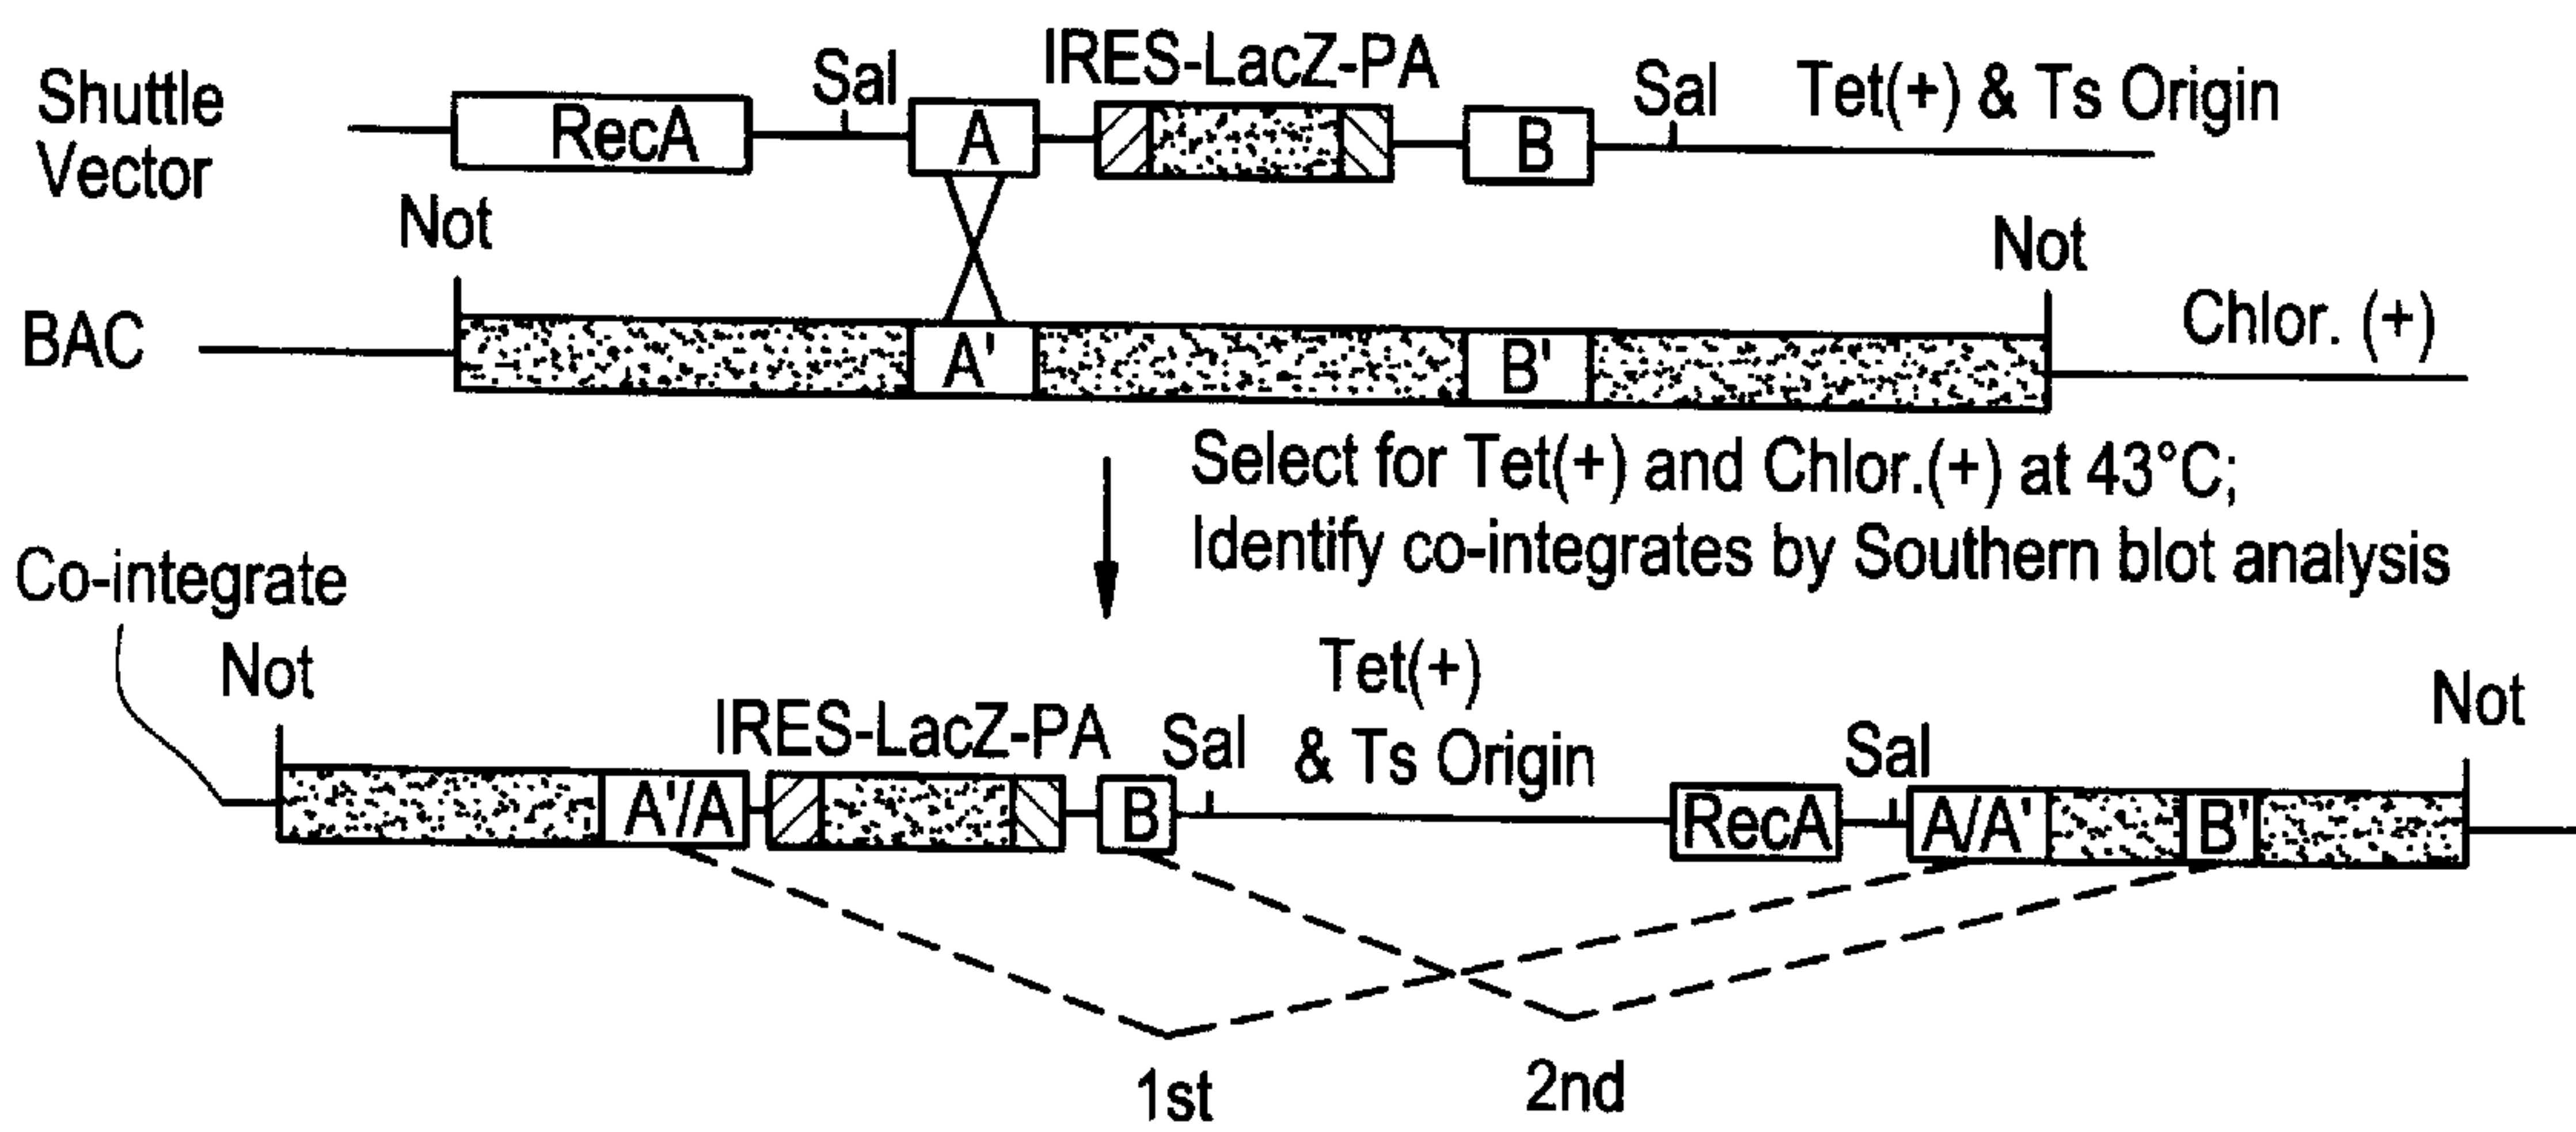 Shuttle
Vector
RecA
Sal
A
IRES-LacZ-PA
B
Sal
Tet(+) & Ts Origin
Not
Not
BAC
A'
B'
Chlor. (+)
Select for Tet(+) and Chlor.(+) at 43°C;
Identify co-integrates by Southern blot analysis
Co-integrate
Not
A'/A
IRES-LacZ-PA
B
Sal
Tet(+)
& Ts Origin
RecA
Sal
A/A'
B'
Not
1st
2nd